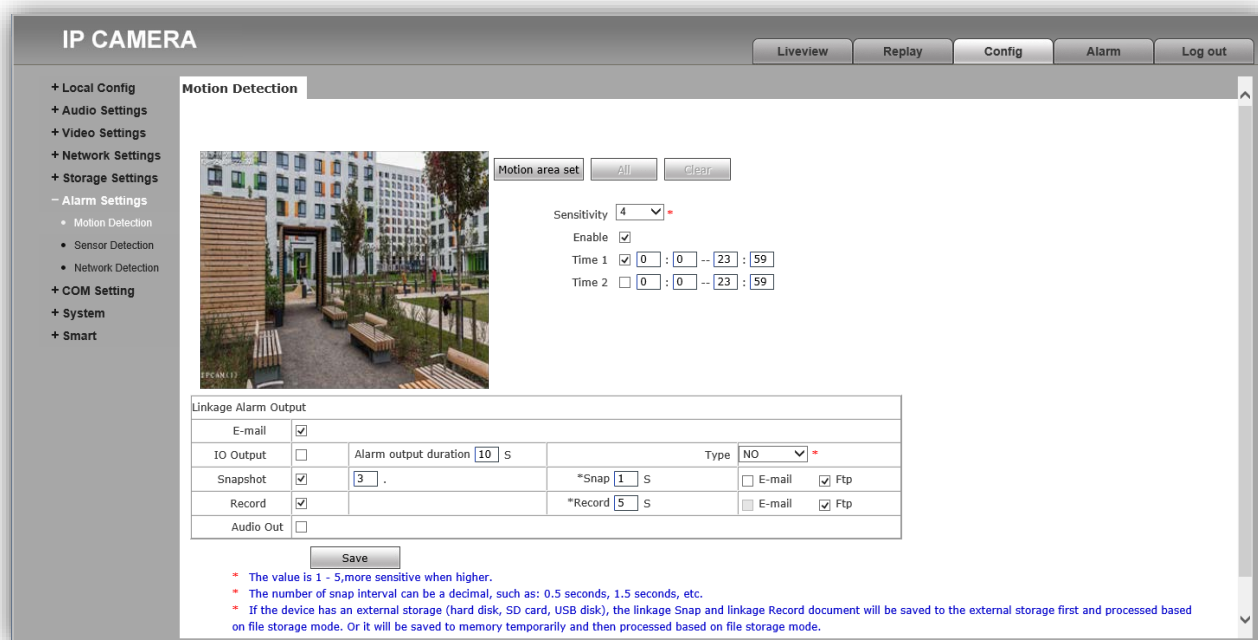 IP CAMERA
Liveview Replay Config Alarm Log out
+ Local Config
+ Audio Settings
+ Video Settings
+ Network Settings
+ Storage Settings
− Alarm Settings
• Motion Detection
• Sensor Detection
• Network Detection
+ COM Setting
+ System
+ Smart
Motion Detection
Motion area set All Clear
Sensitivity 4 *
Enable
Time 1 0 : 0 -- 23 : 59
Time 2 0 : 0 -- 23 : 59
IPCAM(1)
Linkage Alarm Output
E-mail
IO Output Alarm output duration 10 S Type NO *
Snapshot 3 . *Snap 1 S E-mail Ftp
Record *Record 5 S E-mail Ftp
Audio Out
Save
* The value is 1 - 5,more sensitive when higher.
* The number of snap interval can be a decimal, such as: 0.5 seconds, 1.5 seconds, etc.
* If the device has an external storage (hard disk, SD card, USB disk), the linkage Snap and linkage Record document will be saved to the external storage first and processed based
on file storage mode. Or it will be saved to memory temporarily and then processed based on file storage mode.